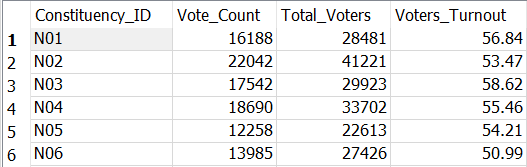 Constituency_ID Vote_Count Total_Voters Voters_Turnout
1 N01 16188 28481 56.84
2 N02 22042 41221 53.47
3 N03 17542 29923 58.62
4 N04 18690 33702 55.46
5 N05 12258 22613 54.21
6 N06 13985 27426 50.99